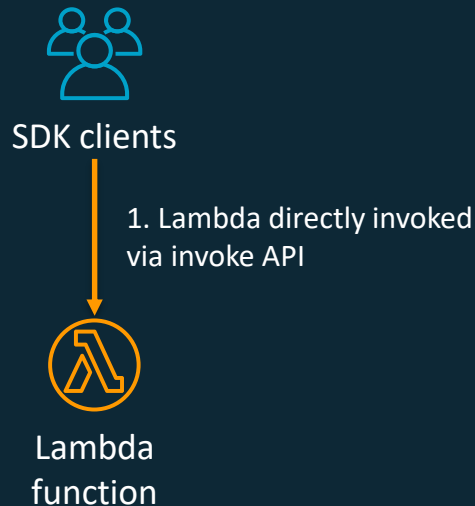 SDK clients
1. Lambda directly invoked
via invoke API
Lambda
function